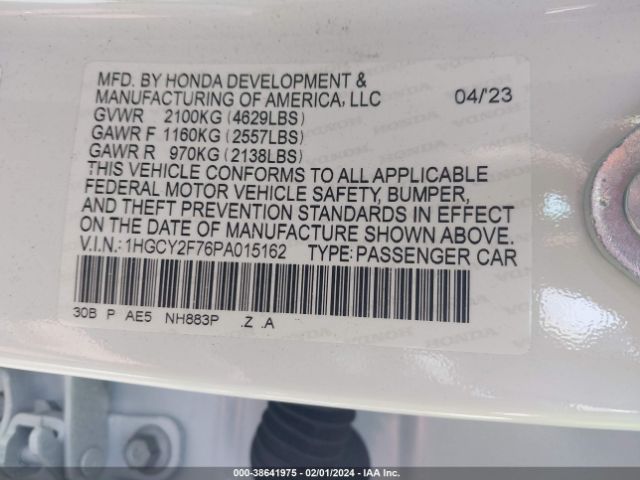 MFD. BY HONDA DEVELOPMENT &
MANUFACTURING OF AMERICA, LLC 04/'23
GVWR 2100KG (4629LBS)
GAWR F 1160KG (2557LBS)
GAWR R 970KG (2138LBS)
THIS VEHICLE CONFORMS TO ALL APPLICABLE
FEDERAL MOTOR VEHICLE SAFETY, BUMPER,
AND THEFT PREVENTION STANDARDS IN EFFECT
ON THE DATE OF MANUFACTURE SHOWN ABOVE.
V.I.N.: 1HGCY2F76PA015162 TYPE: PASSENGER CAR
30B P AE5 NH883P .Z .A
000-38641975 - 02/01/2024 - IAA Inc.